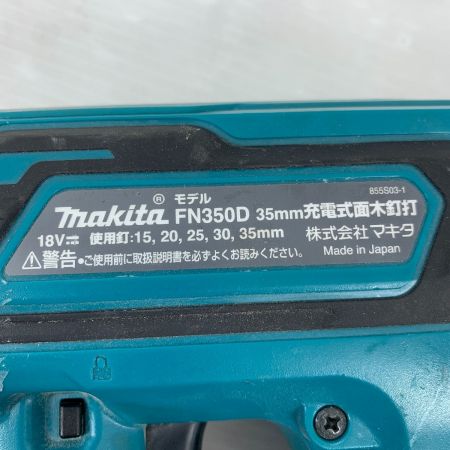 855S03-1
makita ® モデル FN350D 35mm充電式面木釘打
18V⎓ 使用釘:15, 20, 25, 30, 35mm 株式会社マキタ
⚠警告 •ご使用前に取扱説明書を必ずよくお読みください。 Made in Japan